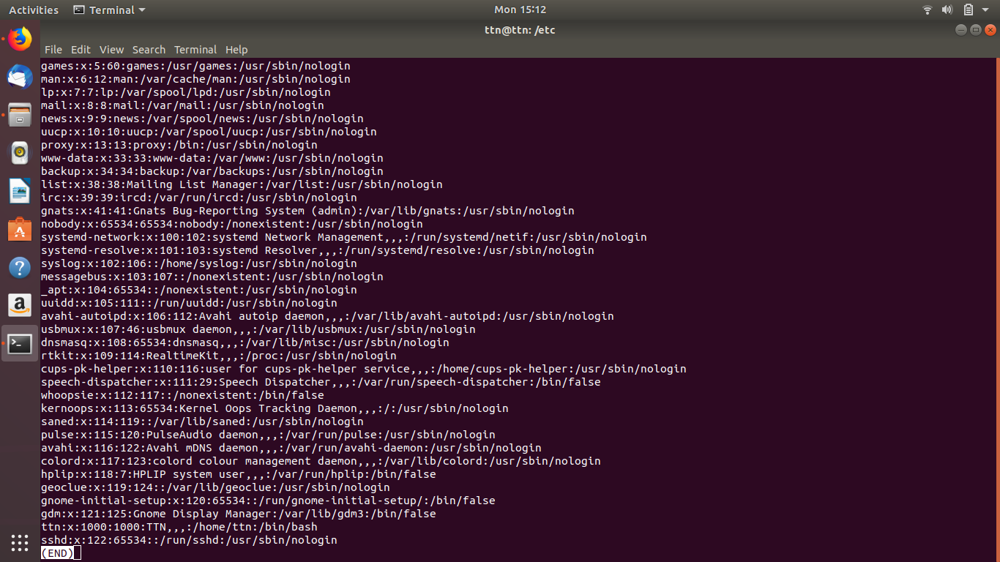 Activities Terminal Mon 15:12
ttn@ttn: /etc
File Edit View Search Terminal Help
games:x:5:60:games:/usr/games:/usr/sbin/nologin
man:x:6:12:man:/var/cache/man:/usr/sbin/nologin
lp:x:7:7:lp:/var/spool/lpd:/usr/sbin/nologin
mail:x:8:8:mail:/var/mail:/usr/sbin/nologin
news:x:9:9:news:/var/spool/news:/usr/sbin/nologin
uucp:x:10:10:uucp:/var/spool/uucp:/usr/sbin/nologin
proxy:x:13:13:proxy:/bin:/usr/sbin/nologin
www-data:x:33:33:www-data:/var/www:/usr/sbin/nologin
backup:x:34:34:backup:/var/backups:/usr/sbin/nologin
list:x:38:38:Mailing List Manager:/var/list:/usr/sbin/nologin
irc:x:39:39:ircd:/var/run/ircd:/usr/sbin/nologin
gnats:x:41:41:Gnats Bug-Reporting System (admin):/var/lib/gnats:/usr/sbin/nologin
nobody:x:65534:65534:nobody:/nonexistent:/usr/sbin/nologin
systemd-network:x:100:102:systemd Network Management,,,:/run/systemd/netif:/usr/sbin/nologin
systemd-resolve:x:101:103:systemd Resolver,,,:/run/systemd/resolve:/usr/sbin/nologin
syslog:x:102:106::/home/syslog:/usr/sbin/nologin
messagebus:x:103:107::/nonexistent:/usr/sbin/nologin
_apt:x:104:65534::/nonexistent:/usr/sbin/nologin
uuidd:x:105:111::/run/uuidd:/usr/sbin/nologin
avahi-autoipd:x:106:112:Avahi autoip daemon,,,:/var/lib/avahi-autoipd:/usr/sbin/nologin
usbmux:x:107:46:usbmux daemon,,,:/var/lib/usbmux:/usr/sbin/nologin
dnsmasq:x:108:65534:dnsmasq,,,:/var/lib/misc:/usr/sbin/nologin
rtkit:x:109:114:RealtimeKit,,,:/proc:/usr/sbin/nologin
cups-pk-helper:x:110:116:user for cups-pk-helper service,,,:/home/cups-pk-helper:/usr/sbin/nologin
speech-dispatcher:x:111:29:Speech Dispatcher,,,:/var/run/speech-dispatcher:/bin/false
whoopsie:x:112:117::/nonexistent:/bin/false
kernoops:x:113:65534:Kernel Oops Tracking Daemon,,,:/:/usr/sbin/nologin
saned:x:114:119::/var/lib/saned:/usr/sbin/nologin
pulse:x:115:120:PulseAudio daemon,,,:/var/run/pulse:/usr/sbin/nologin
avahi:x:116:122:Avahi mDNS daemon,,,:/var/run/avahi-daemon:/usr/sbin/nologin
colord:x:117:123:colord colour management daemon,,,:/var/lib/colord:/usr/sbin/nologin
hplip:x:118:7:HPLIP system user,,,:/var/run/hplip:/bin/false
geoclue:x:119:124::/var/lib/geoclue:/usr/sbin/nologin
gnome-initial-setup:x:120:65534::/run/gnome-initial-setup/:/bin/false
gdm:x:121:125:Gnome Display Manager:/var/lib/gdm3:/bin/false
ttn:x:1000:1000:TTN,,,:/home/ttn:/bin/bash
sshd:x:122:65534::/run/sshd:/usr/sbin/nologin
(END)